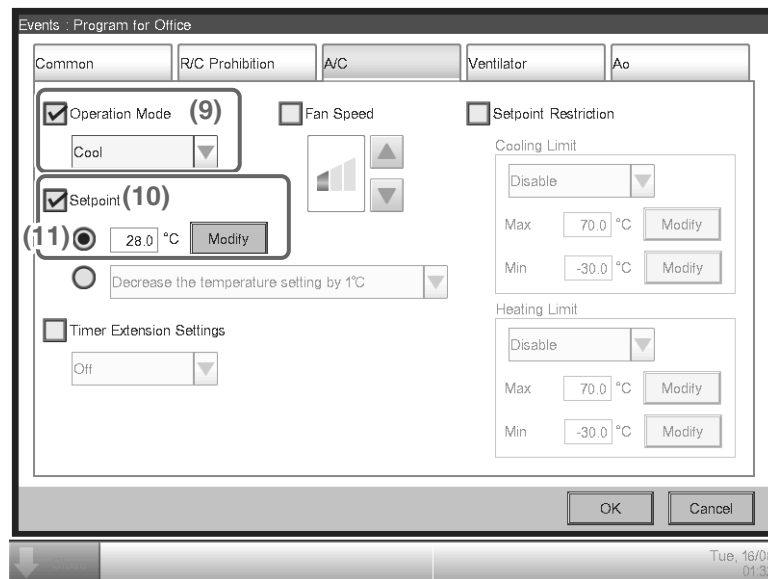 Events : Program for Office
Common R/C Prohibition A/C Ventilator Ao
Operation Mode (9) Fan Speed Setpoint Restriction
Cool Cooling Limit
Disable
Setpoint (10)
Max 70.0 °C Modify
(11) 28.0 °C Modify
Min -30.0 °C Modify
Decrease the temperature setting by 1°C
Heating Limit
Timer Extension Settings
Disable
Off
Max 70.0 °C Modify
Min -30.0 °C Modify
OK Cancel
Tue, 16/0
01:3